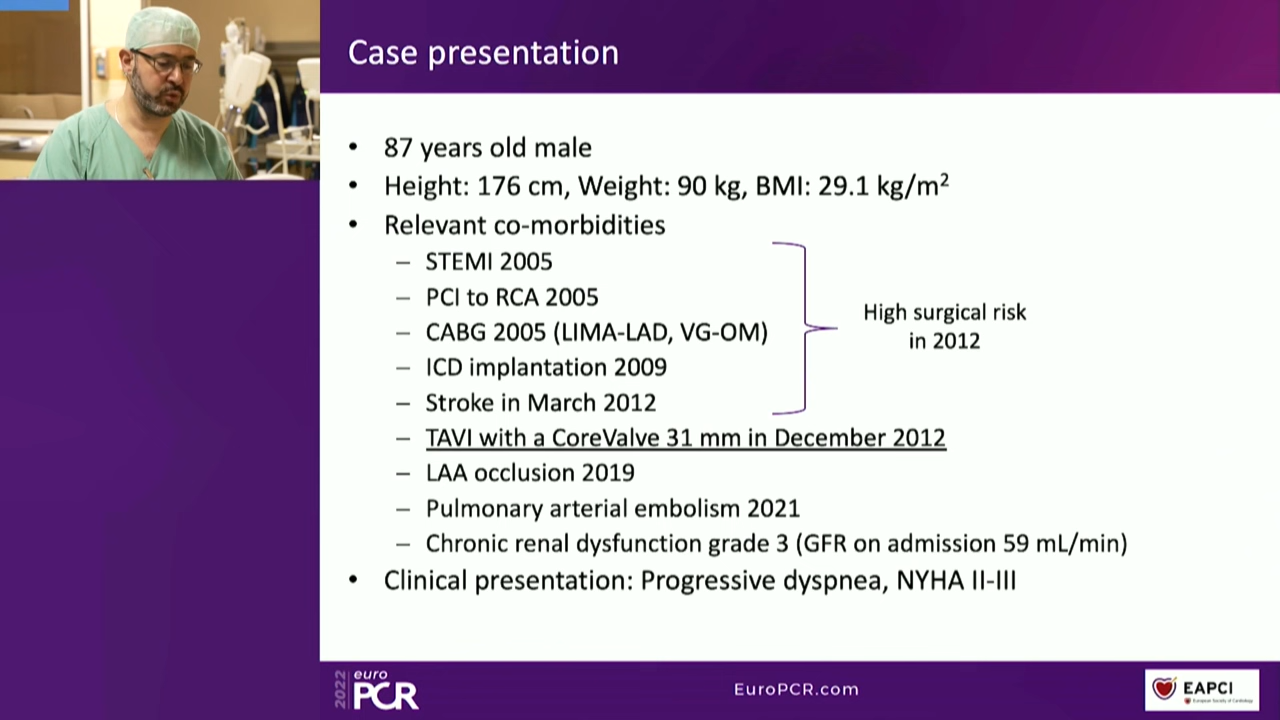 Case presentation
• 87 years old male
• Height: 176 cm, Weight: 90 kg, BMI: 29.1 kg/m²
• Relevant co-morbidities
– STEMI 2005
– PCI to RCA 2005
– CABG 2005 (LIMA-LAD, VG-OM)
– ICD implantation 2009
– Stroke in March 2012
High surgical risk
in 2012
– TAVI with a CoreValve 31 mm in December 2012
– LAA occlusion 2019
– Pulmonary arterial embolism 2021
– Chronic renal dysfunction grade 3 (GFR on admission 59 mL/min)
• Clinical presentation: Progressive dyspnea, NYHA II-III
2022
euro
PCR
EuroPCR.com
EAPCI
European Society of Cardiology